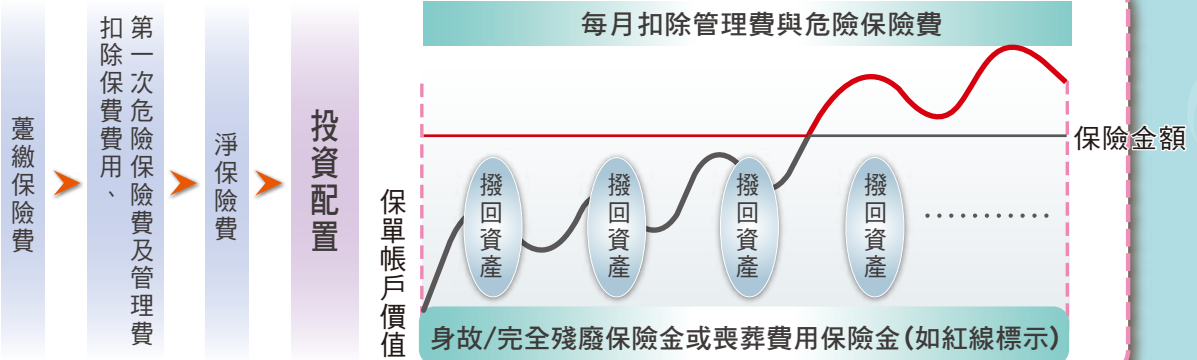 躉繳保險費
第一次危險保險費及管理費
扣除保費費用、
淨保險費
投資配置
每月扣除管理費與危險保險費
保單帳戶價值
撥回資產
撥回資產
撥回資產
撥回資產
…………
保險金額
身故/完全殘廢保險金或喪葬費用保險金(如紅線標示)